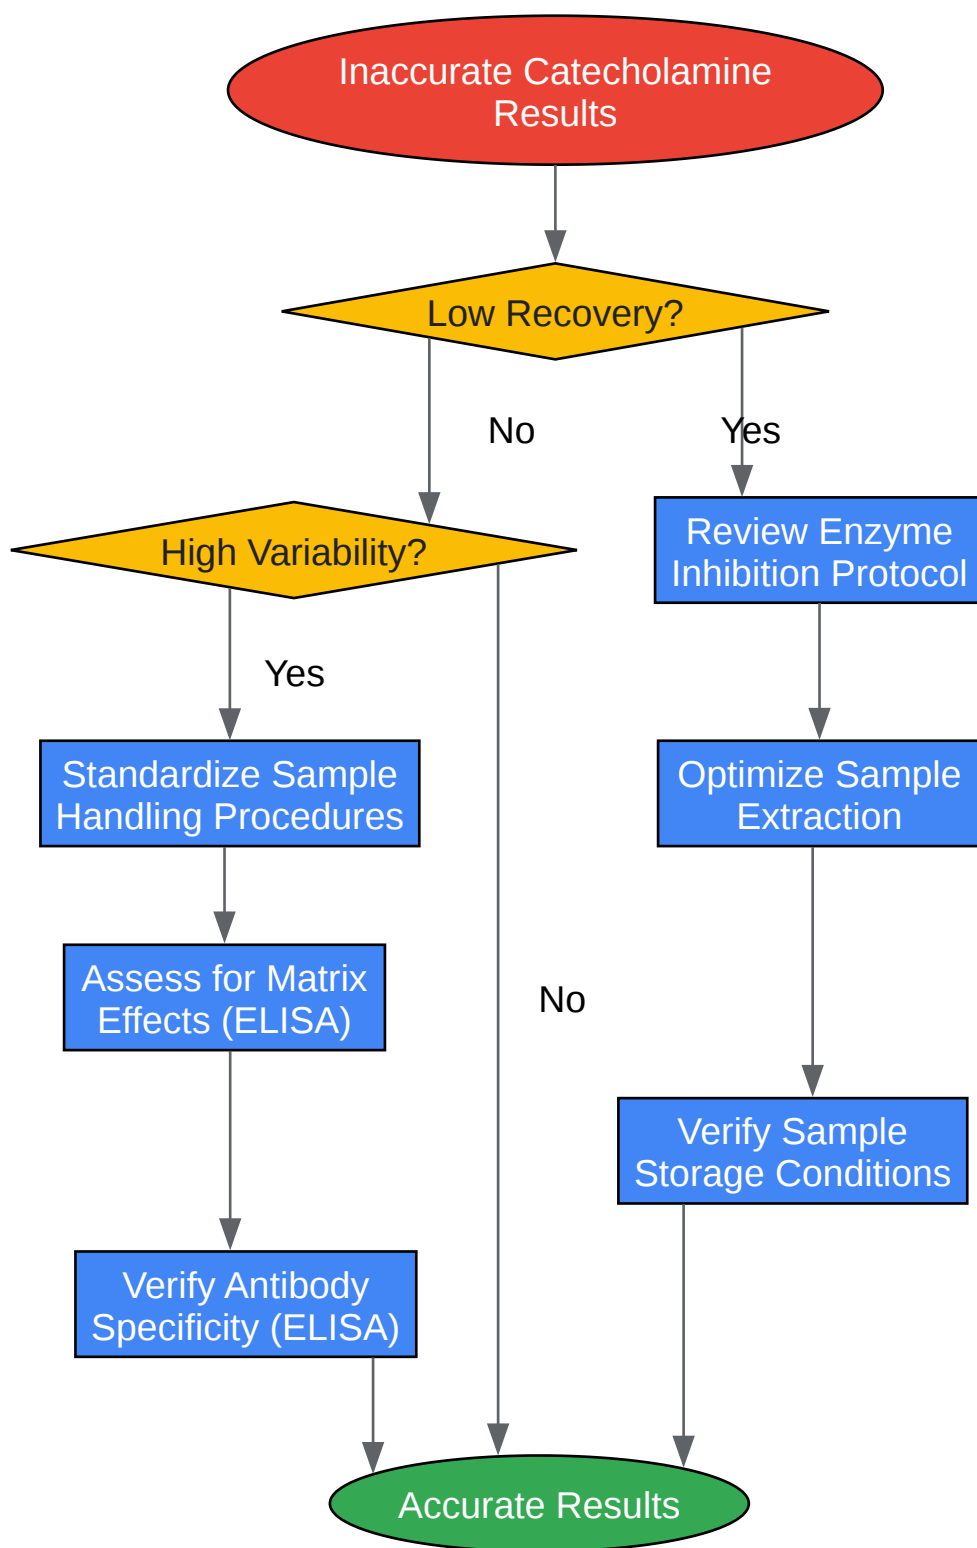 Inaccurate Catecholamine
Results
Low Recovery?
No
Yes
High Variability?
Review Enzyme
Inhibition Protocol
Yes
Standardize Sample
Handling Procedures
Optimize Sample
Extraction
Assess for Matrix
Effects (ELISA)
No
Verify Sample
Storage Conditions
Verify Antibody
Specificity (ELISA)
Accurate Results